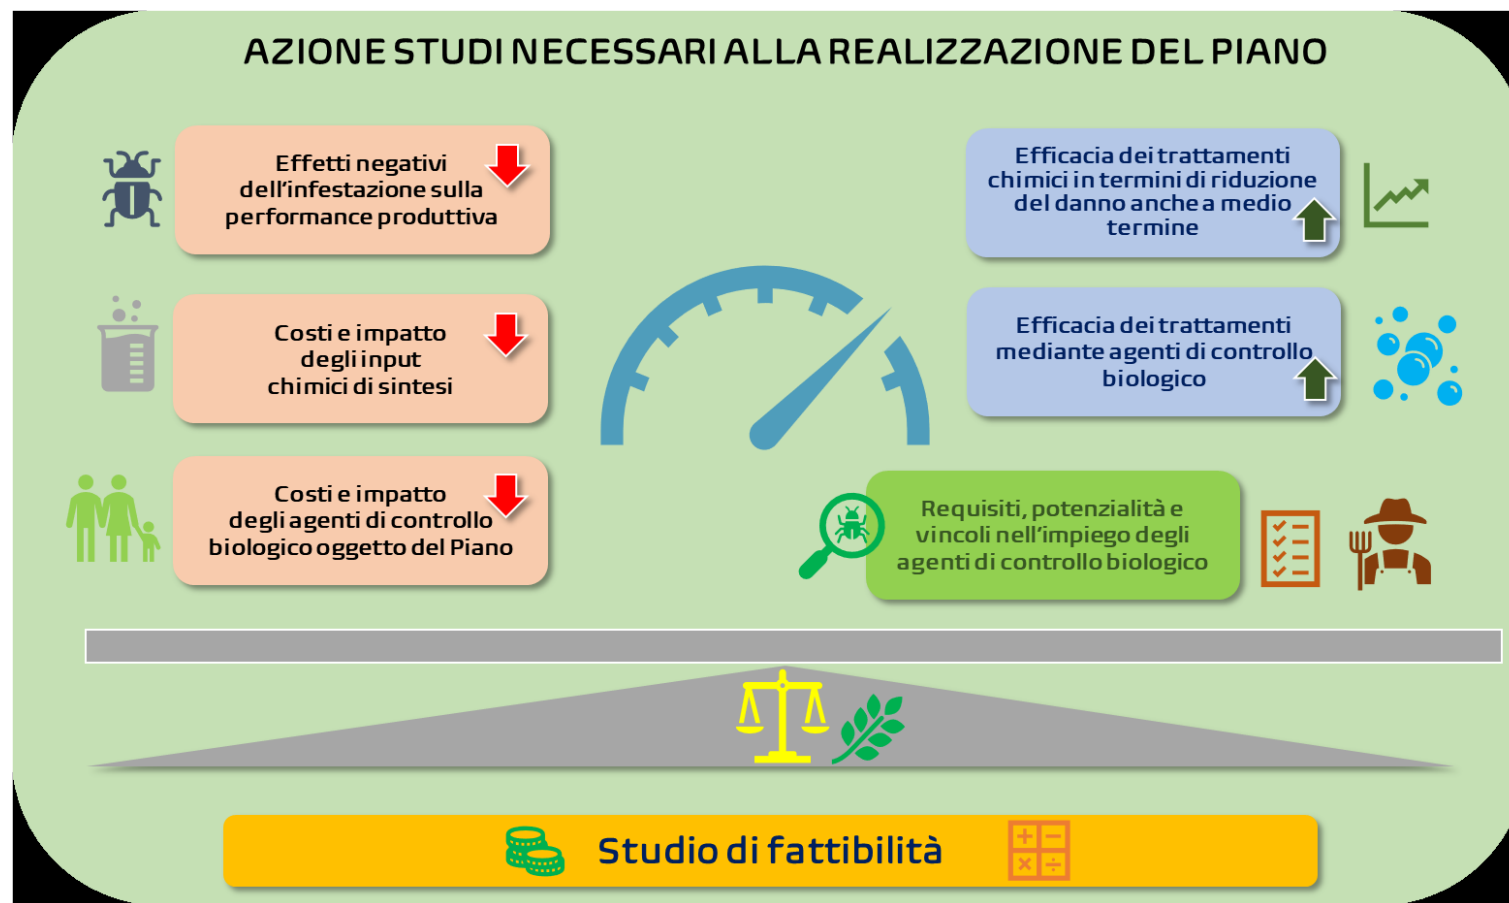 AZIONE STUDI NECESSARI ALLA REALIZZAZIONE DEL PIANO
Effetti negativi
dell'infestazione sulla
performance produttiva
Costi e impatto
degli input
chimici di sintesi
Costi e impatto
degli agenti di controllo
biologico oggetto del Piano
Efficacia dei trattamenti
chimici in termini di riduzione
del danno anche a medio
termine
Efficacia dei trattamenti
mediante agenti di controllo
biologico
Requisiti, potenzialità e
vincoli nell'impiego degli
agenti di controllo biologico
Studio di fattibilità